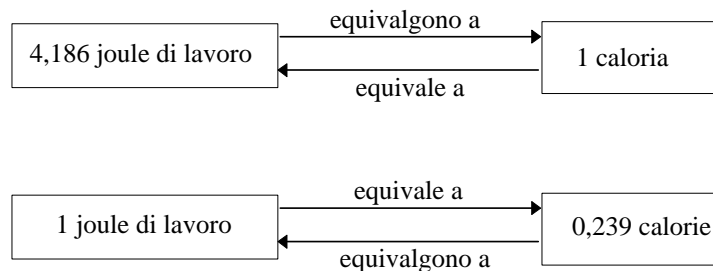 equivalgono a
4,186 joule di lavoro
1 caloria
equivale a
equivale a
1 joule di lavoro
0,239 calorie
equivalgono a